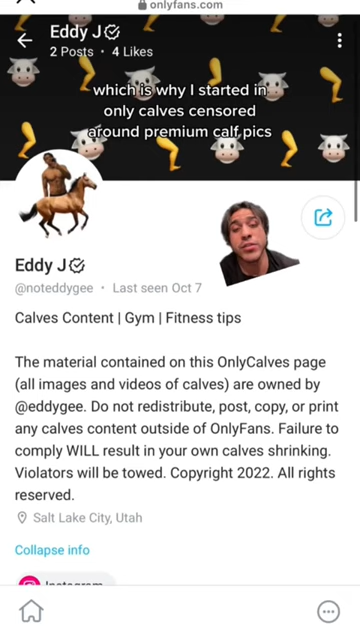 onlyfans.com
Eddy J
2 Posts · 4 Likes
which is why I started in
only calves censored
around premium calf pics
Eddy J
@noteddygee · Last seen Oct 7
Calves Content | Gym | Fitness tips
The material contained on this OnlyCalves page
(all images and videos of calves) are owned by
@eddygee. Do not redistribute, post, copy, or print
any calves content outside of OnlyFans. Failure to
comply WILL result in your own calves shrinking.
Violators will be towed. Copyright 2022. All rights
reserved.
Salt Lake City, Utah
Collapse info
Instagram